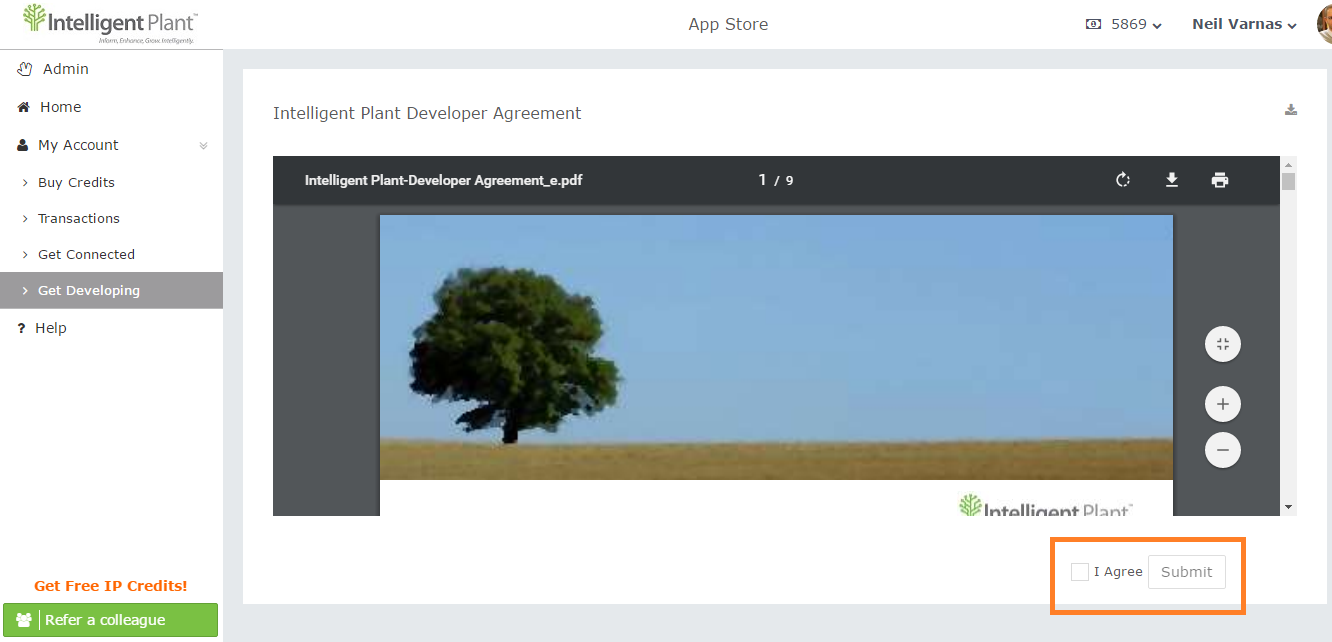 Intelligent Plant™
Inform, Enhance, Grow. Intelligently.
App Store
5869
Neil Varnas
Admin
Home
My Account
Buy Credits
Transactions
Get Connected
Get Developing
? Help
Get Free IP Credits!
Refer a colleague
Intelligent Plant Developer Agreement
Intelligent Plant-Developer Agreement_e.pdf
1 / 9
Intelligent Plant™
I Agree
Submit